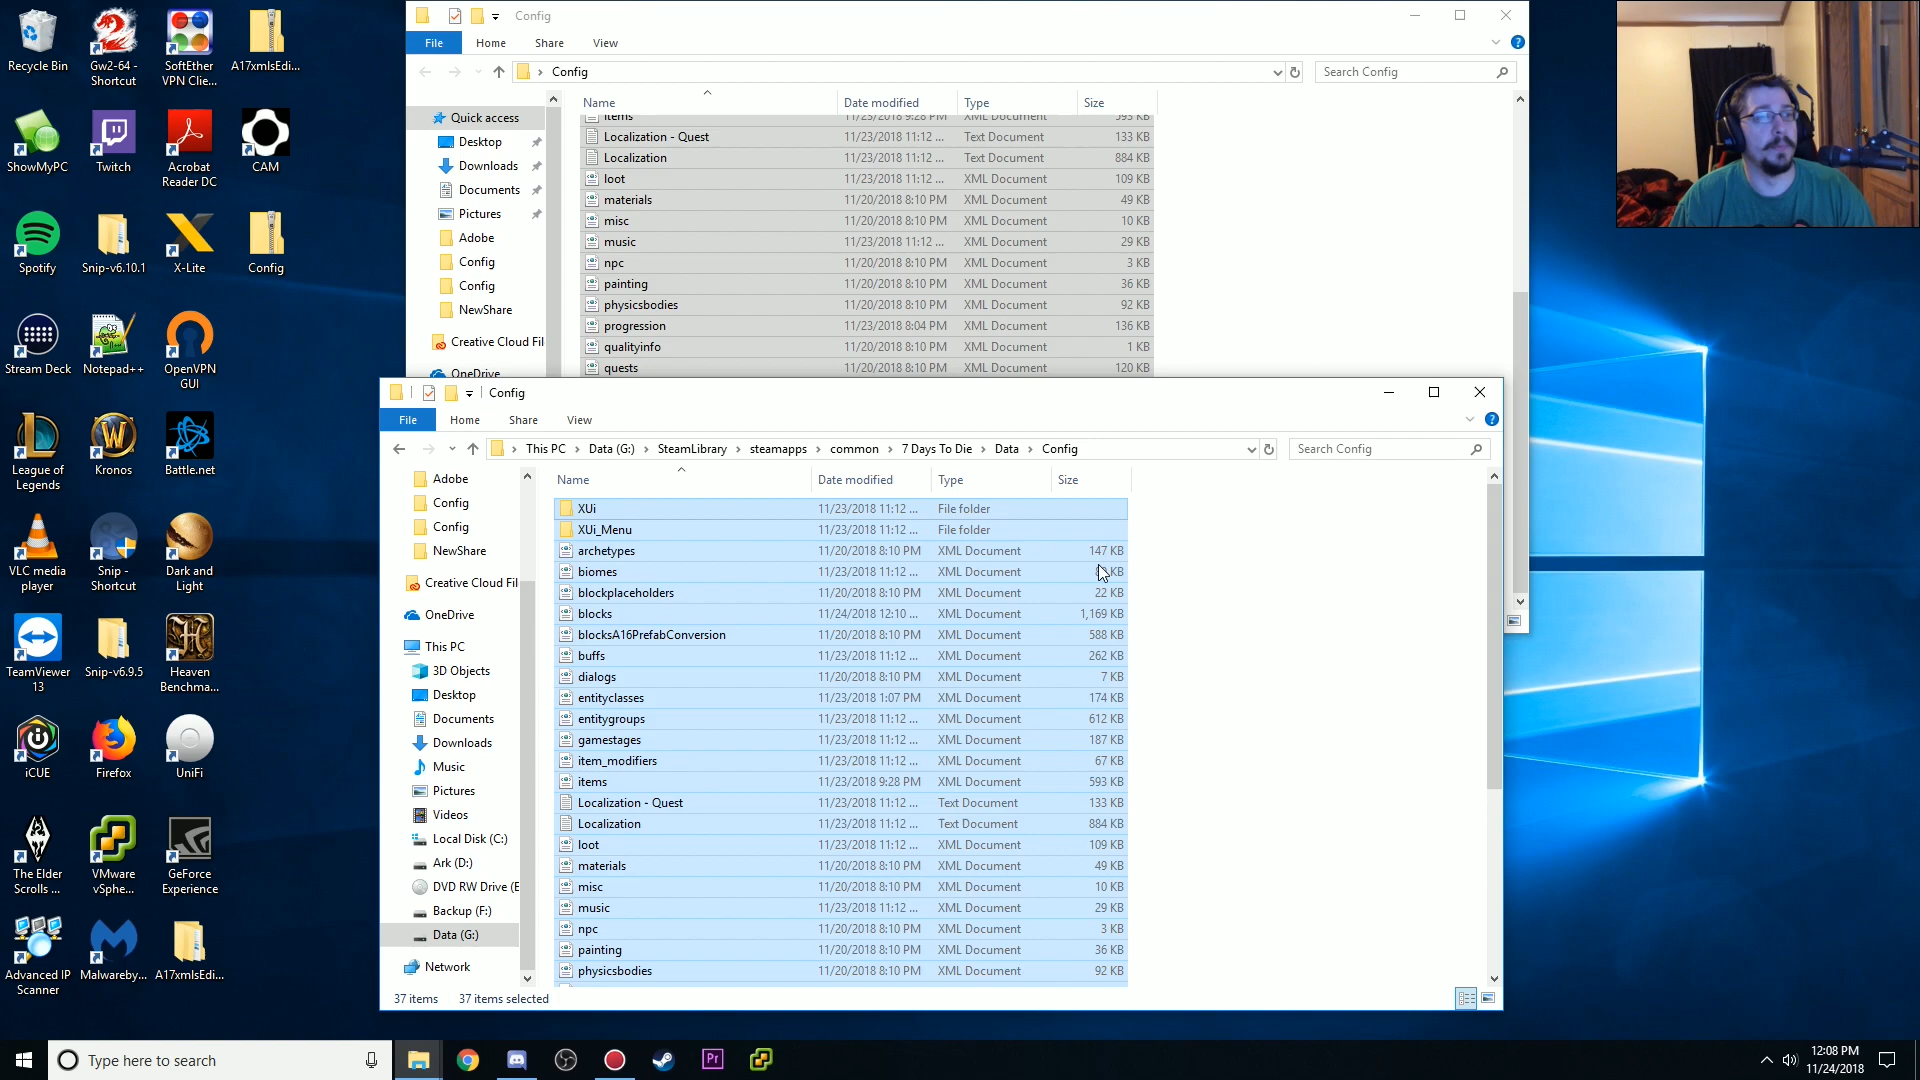 Recycle Bin
Gw2-64 - Shortcut
SoftEther VPN Clie...
A17xmlsEdi...
ShowMyPC
Twitch
Acrobat Reader DC
CAM
Spotify
Snip-v6.10.1
X-Lite
Config
Stream Deck
Notepad++
OpenVPN GUI
League of Legends
Kronos
Battle.net
VLC media player
Snip - Shortcut
Dark and Light
TeamViewer 13
Snip-v6.9.5
Heaven Benchma...
iCUE
Firefox
UniFi
The Elder Scrolls ...
VMware vSphe...
GeForce Experience
Advanced IP Scanner
Malwareby...
A17xmlsEdi...
Config
File Home Share View
Config
Search Config
Quick access
Desktop
Downloads
Documents
Pictures
Adobe
Config
Config
NewShare
Creative Cloud Fil
OneDrive
Name Date modified Type Size
items 11/23/2018 9:28 PM XML Document 593 KB
Localization - Quest 11/23/2018 11:12 ... Text Document 133 KB
Localization 11/23/2018 11:12 ... Text Document 884 KB
loot 11/23/2018 11:12 ... XML Document 109 KB
materials 11/20/2018 8:10 PM XML Document 49 KB
misc 11/20/2018 8:10 PM XML Document 10 KB
music 11/23/2018 11:12 ... XML Document 29 KB
npc 11/20/2018 8:10 PM XML Document 3 KB
painting 11/20/2018 8:10 PM XML Document 36 KB
physicsbodies 11/20/2018 8:10 PM XML Document 92 KB
progression 11/23/2018 8:04 PM XML Document 136 KB
qualityinfo 11/20/2018 8:10 PM XML Document 1 KB
quests 11/20/2018 8:10 PM XML Document 120 KB
Config
File Home Share View
This PC > Data (G:) > SteamLibrary > steamapps > common > 7 Days To Die > Data > Config
Search Config
Adobe
Config
Config
NewShare
Creative Cloud Fil
OneDrive
This PC
3D Objects
Desktop
Documents
Downloads
Music
Pictures
Videos
Local Disk (C:)
Ark (D:)
DVD RW Drive (E
Backup (F:)
Data (G:)
Network
Name Date modified Type Size
XUi 11/23/2018 11:12 ... File folder
XUi_Menu 11/23/2018 11:12 ... File folder
archetypes 11/20/2018 8:10 PM XML Document 147 KB
biomes 11/23/2018 11:12 ... XML Document KB
blockplaceholders 11/20/2018 8:10 PM XML Document 22 KB
blocks 11/24/2018 12:10 ... XML Document 1,169 KB
blocksA16PrefabConversion 11/20/2018 8:10 PM XML Document 588 KB
buffs 11/23/2018 11:12 ... XML Document 262 KB
dialogs 11/20/2018 8:10 PM XML Document 7 KB
entityclasses 11/23/2018 1:07 PM XML Document 174 KB
entitygroups 11/23/2018 11:12 ... XML Document 612 KB
gamestages 11/23/2018 11:12 ... XML Document 187 KB
item_modifiers 11/23/2018 11:12 ... XML Document 67 KB
items 11/23/2018 9:28 PM XML Document 593 KB
Localization - Quest 11/23/2018 11:12 ... Text Document 133 KB
Localization 11/23/2018 11:12 ... Text Document 884 KB
loot 11/23/2018 11:12 ... XML Document 109 KB
materials 11/20/2018 8:10 PM XML Document 49 KB
misc 11/20/2018 8:10 PM XML Document 10 KB
music 11/23/2018 11:12 ... XML Document 29 KB
npc 11/20/2018 8:10 PM XML Document 3 KB
painting 11/20/2018 8:10 PM XML Document 36 KB
physicsbodies 11/20/2018 8:10 PM XML Document 92 KB
37 items 37 items selected
Type here to search
Pr
12:08 PM
11/24/2018